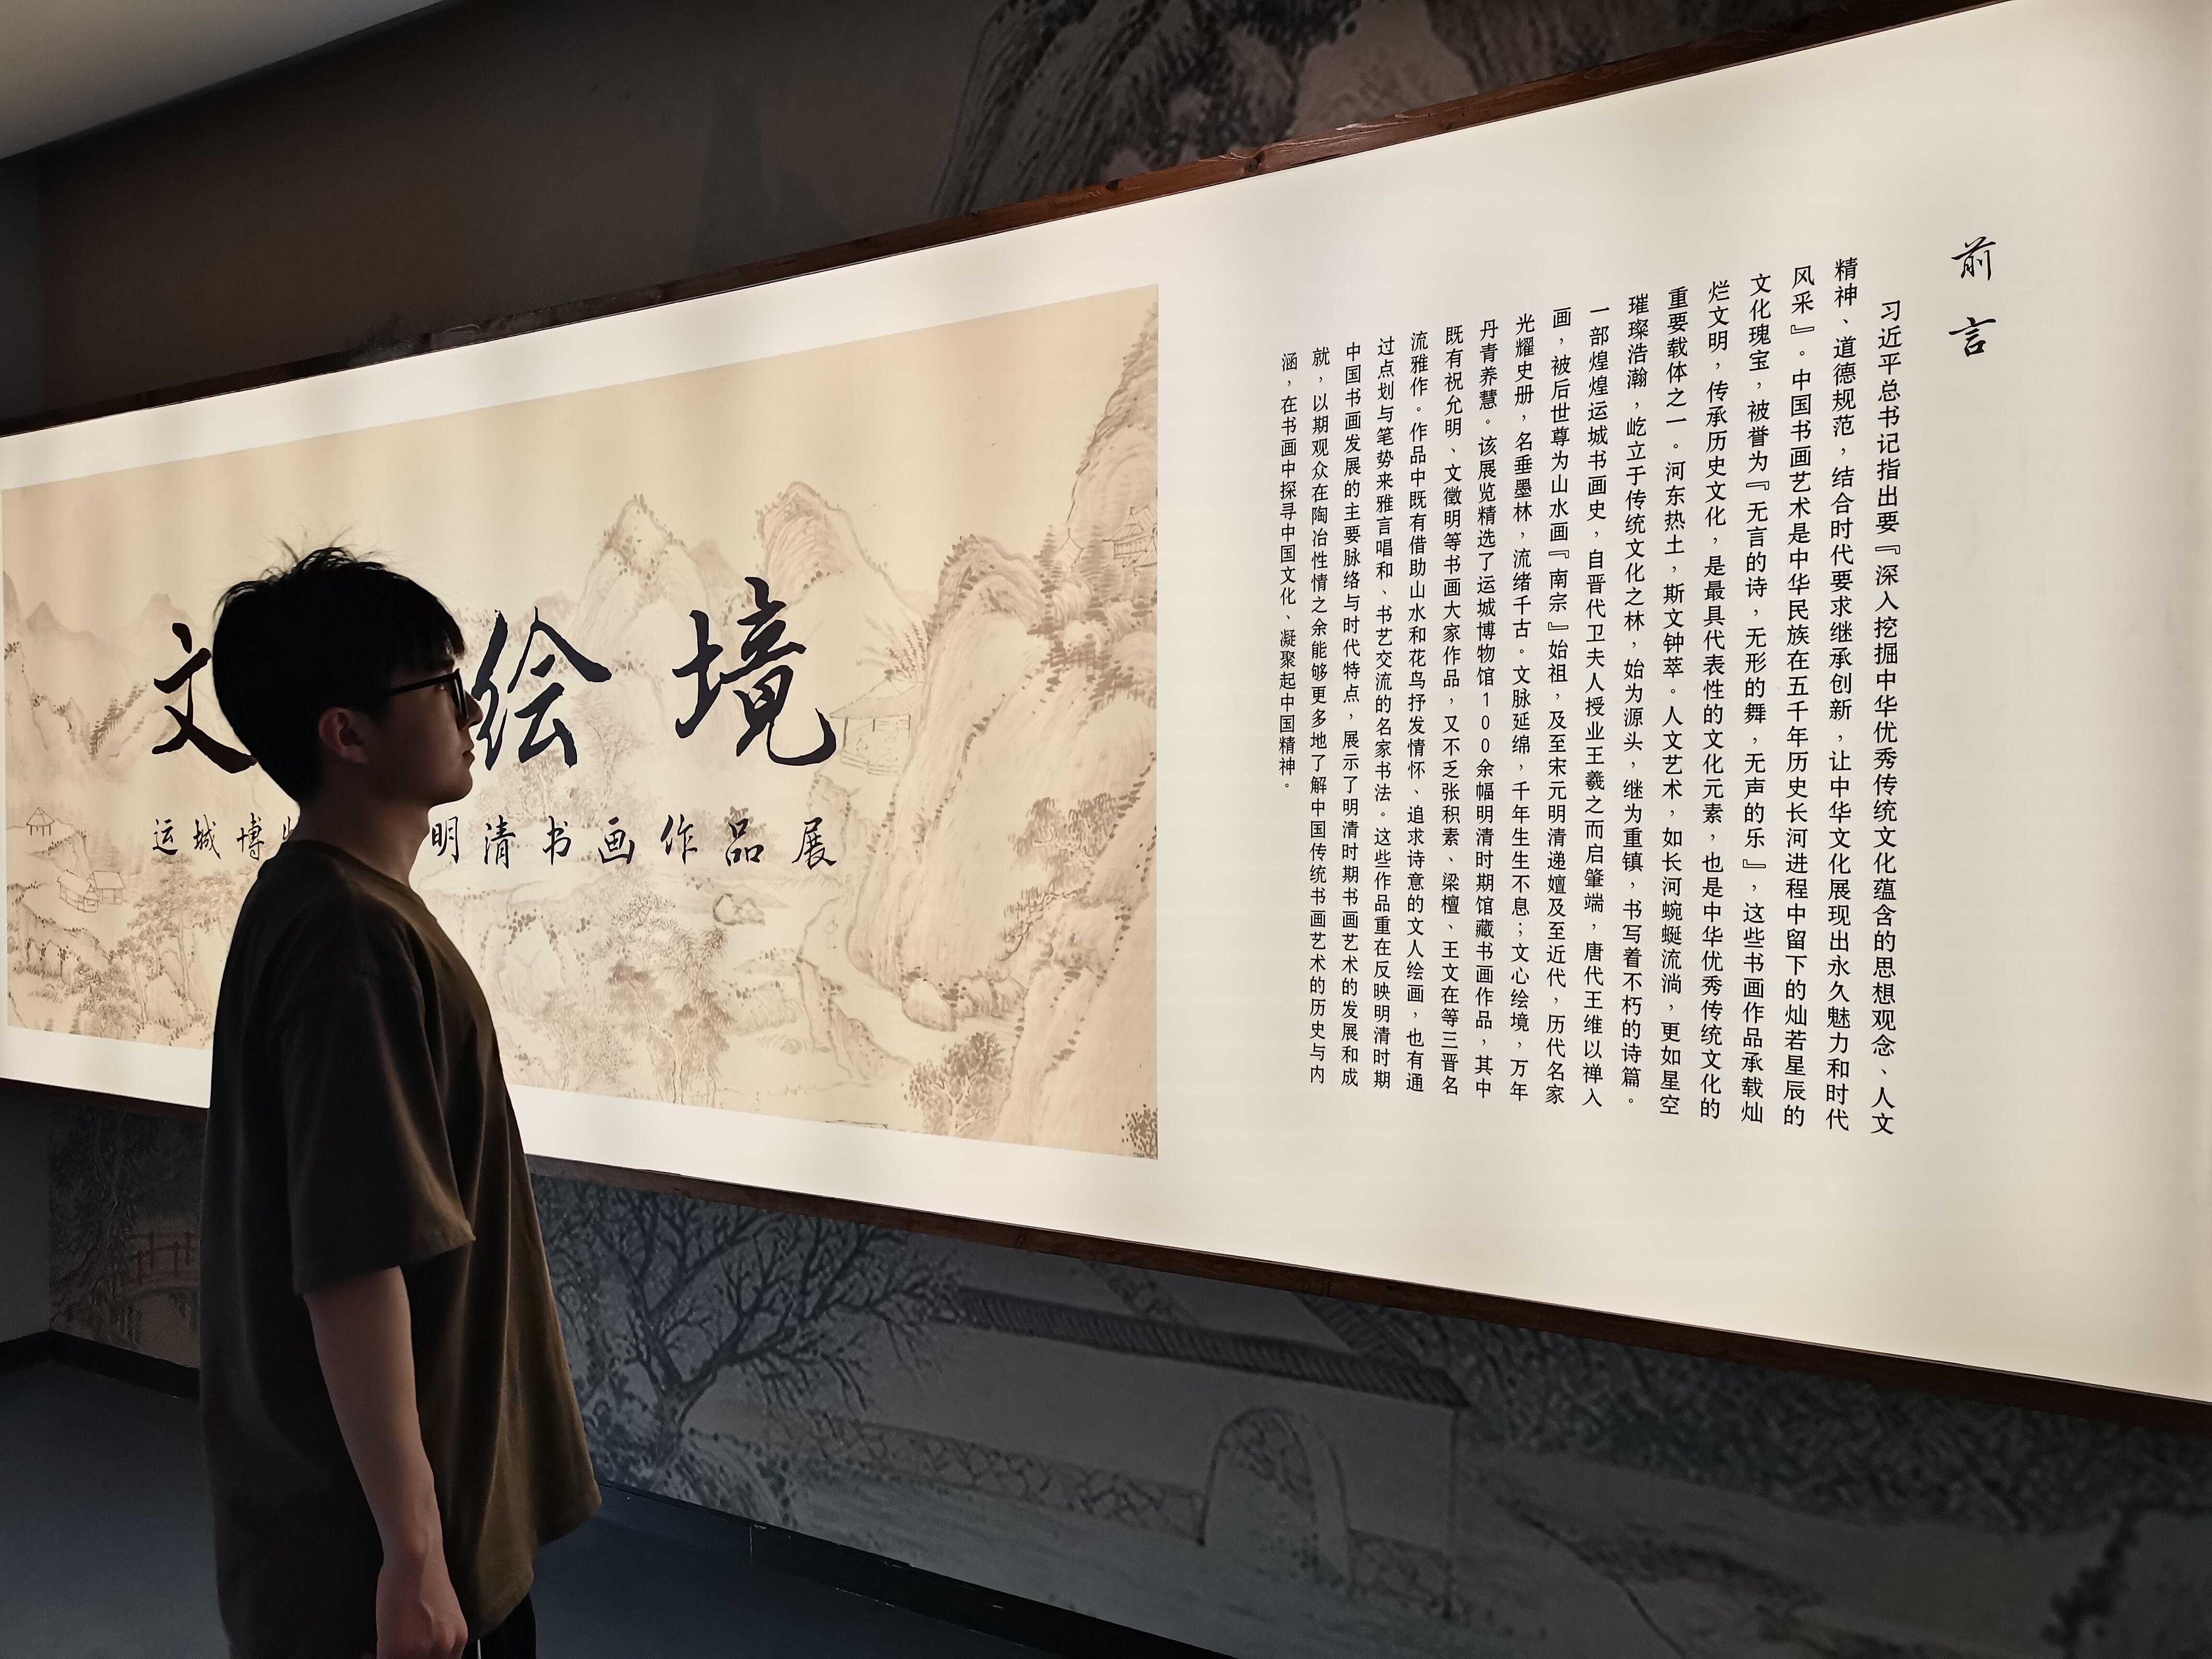 文 绘境
运城博 明清书画作品展
前言
习近平总书记指出要『深入挖掘中华优秀传统文化蕴含的思想观念、人文
精神、道德规范，结合时代要求继承创新，让中华文化展现出永久魅力和时代
风采』。中国书画艺术是中华民族在五千年历史长河进程中留下的灿若星辰的
文化瑰宝，被誉为『无言的诗，无形的舞，无声的乐』，这些书画作品承载灿
烂文明，传承历史文化，是最具代表性的文化元素，也是中华优秀传统文化的
重要载体之一。河东热土，斯文钟萃。人文艺术，如长河蜿蜒流淌，更如星空
璀璨浩瀚，屹立于传统文化之林，始为源头，继为重镇，书写着不朽的诗篇。
一部煌煌运城书画史，自晋代卫夫人授业王羲之而启肇端，唐代王维以禅入
画，被后世尊为山水画『南宗』始祖，及至宋元明清递嬗及至近代，历代名家
光耀史册，名垂墨林，流绪千古。文脉延绵，千年生生不息；文心绘境，万年
丹青养慧。该展览精选了运城博物馆100余幅明清时期馆藏书画作品，其中
既有祝允明、文徵明等书画大家作品，又不乏张积素、梁檀、王文在等三晋名
流雅作。作品中既有借助山水和花鸟抒发情怀、追求诗意的文人绘画，也有通
过点划与笔势来雅言唱和、书艺交流的名家书法。这些作品重在反映明清时期
中国书画发展的主要脉络与时代特点，展示了明清时期书画艺术的发展和成
就，以期观众在陶冶性情之余能够更多地了解中国传统书画艺术的历史与内
涵，在书画中探寻中国文化、凝聚起中国精神。